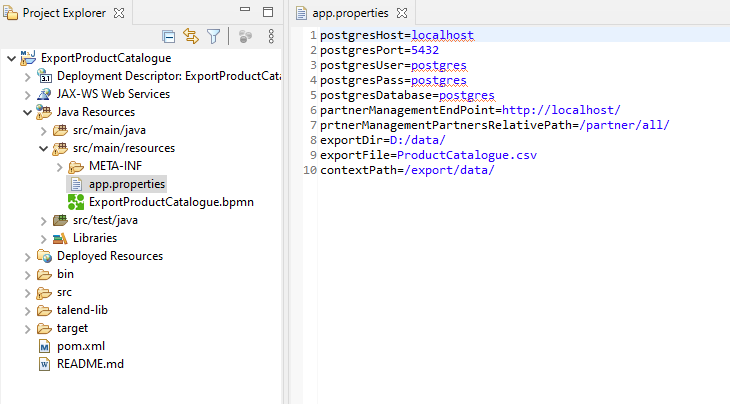 Project Explorer
ExportProductCatalogue
Deployment Descriptor: ExportProductCata
JAX-WS Web Services
Java Resources
src/main/java
src/main/resources
META-INF
app.properties
ExportProductCatalogue.bpmn
src/test/java
Libraries
Deployed Resources
bin
src
talend-lib
target
pom.xml
README.md
app.properties
1 postgresHost=localhost
2 postgresPort=5432
3 postgresUser=postgres
4 postgresPass=postgres
5 postgresDatabase=postgres
6 partnerManagementEndPoint=http://localhost/
7 prtnerManagementPartnersRelativePath=/partner/all/
8 exportDir=D:/data/
9 exportFile=ProductCatalogue.csv
10 contextPath=/export/data/